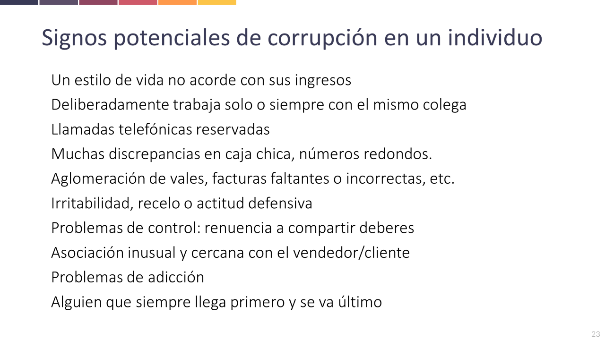 Signos potenciales de corrupción en un individuo
Un estilo de vida no acorde con sus ingresos
Deliberadamente trabaja solo o siempre con el mismo colega
Llamadas telefónicas reservadas
Muchas discrepancias en caja chica, números redondos.
Aglomeración de vales, facturas faltantes o incorrectas, etc.
Irritabilidad, recelo o actitud defensiva
Problemas de control: renuencia a compartir deberes
Asociación inusual y cercana con el vendedor/cliente
Problemas de adicción
Alguien que siempre llega primero y se va último
23